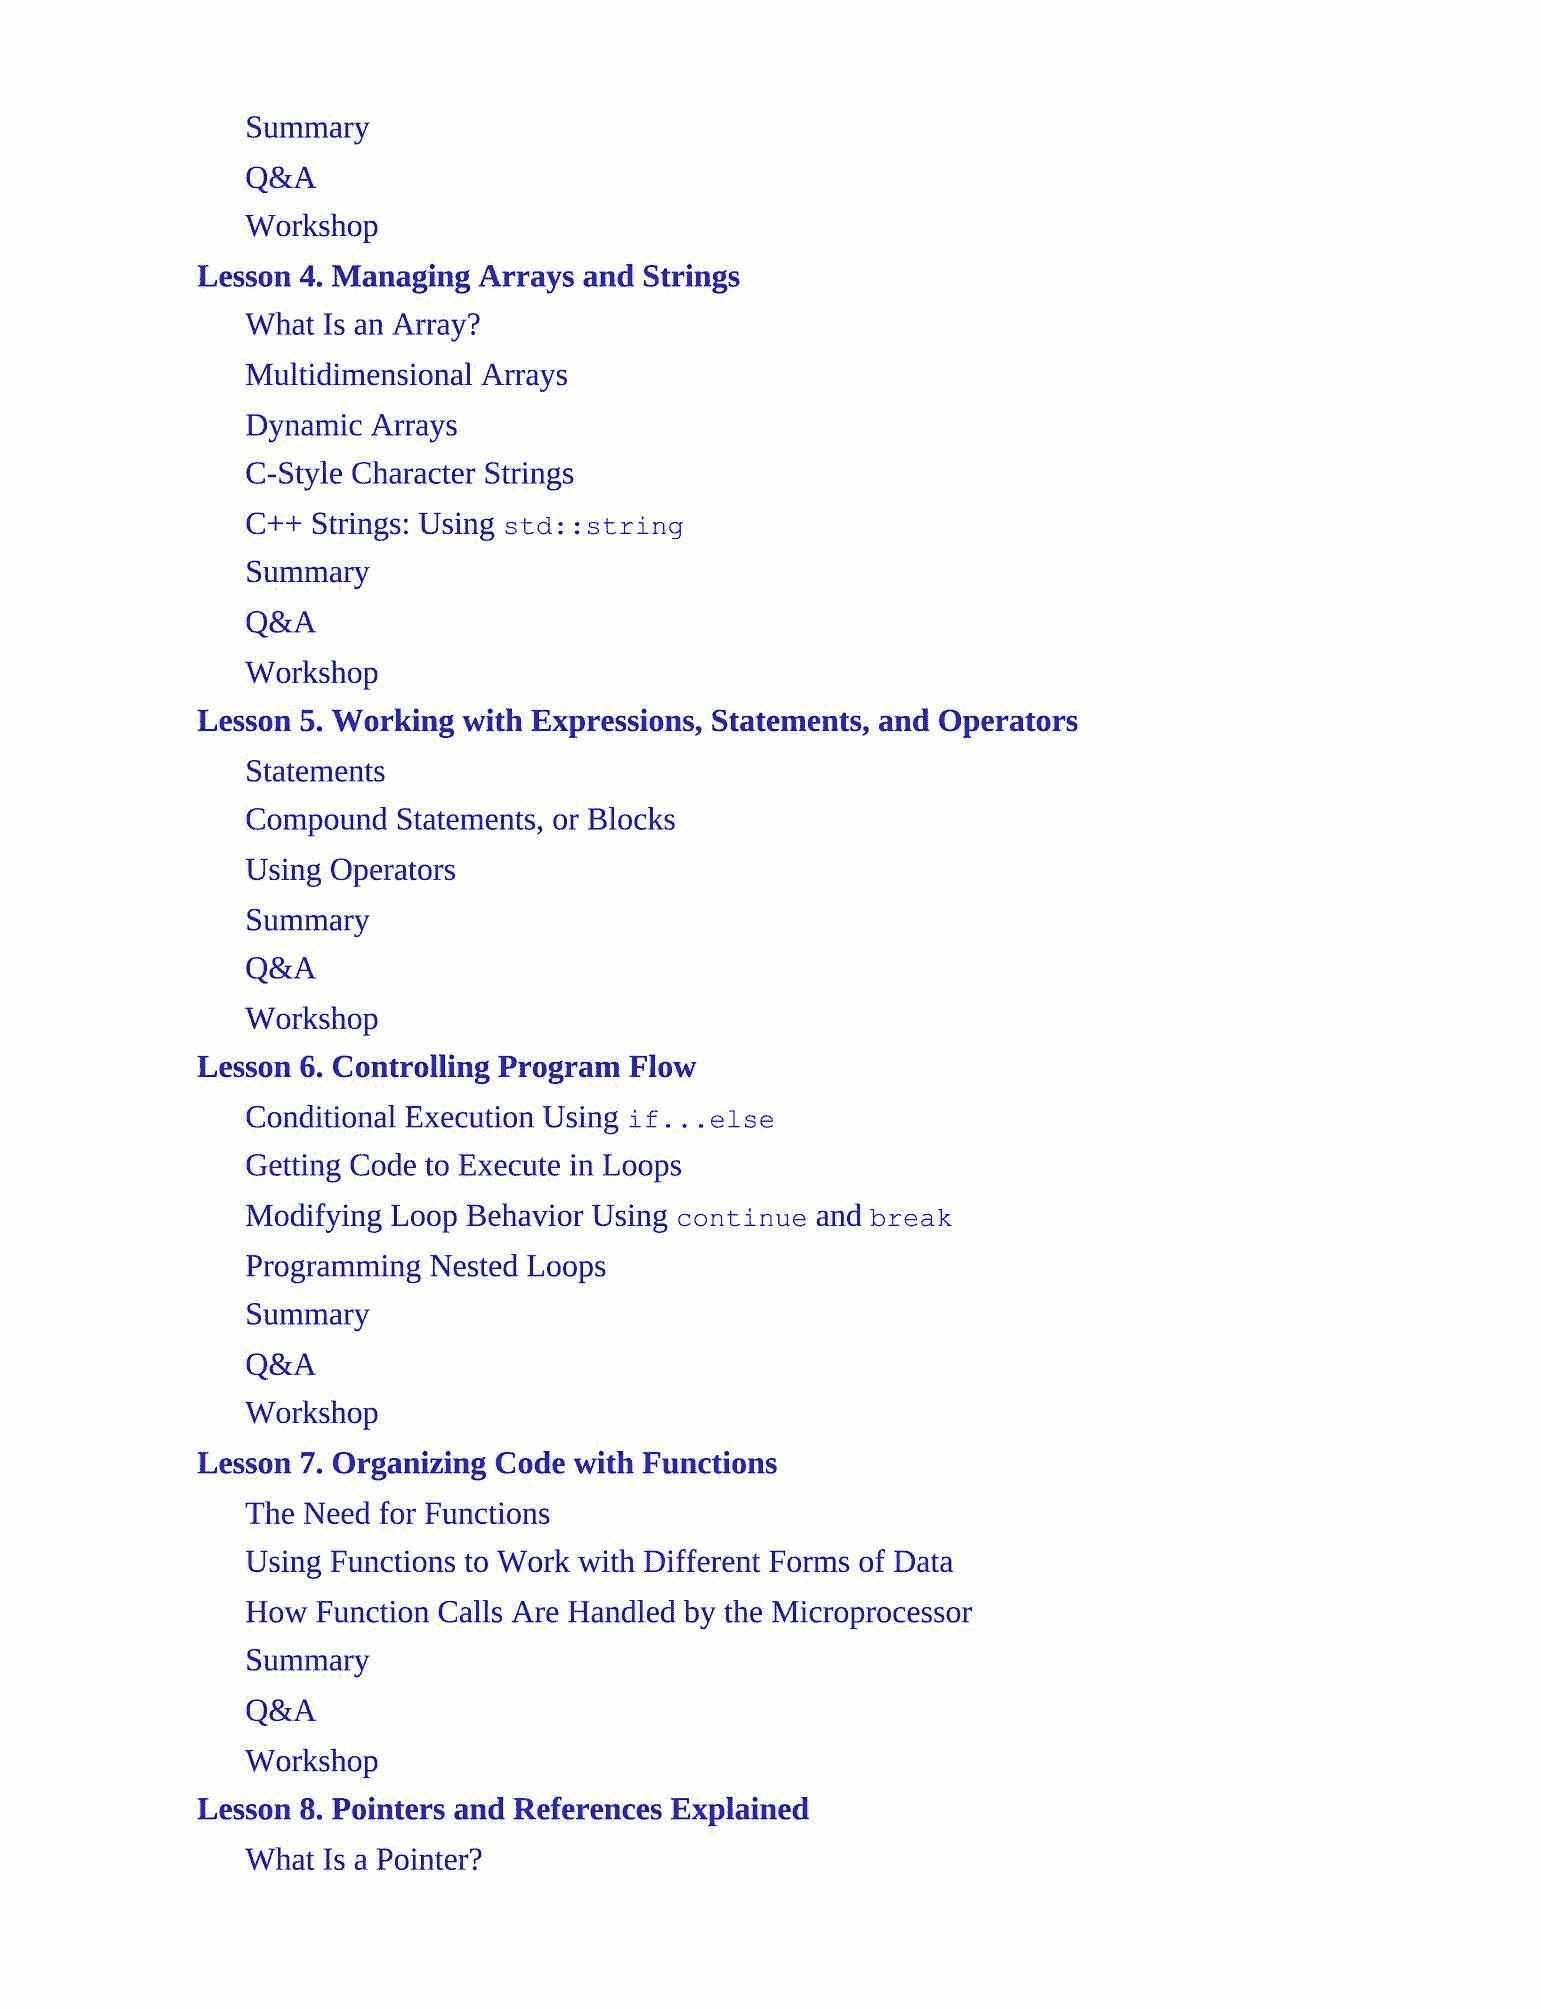 Summary
Q&A
Workshop
Lesson 4. Managing Arrays and Strings
What Is an Array?
Multidimensional Arrays
Dynamic Arrays
C-Style Character Strings
C++ Strings: Using std::string
Summary
Q&A
Workshop
Lesson 5. Working with Expressions, Statements, and Operators
Statements
Compound Statements, or Blocks
Using Operators
Summary
Q&A
Workshop
Lesson 6. Controlling Program Flow
Conditional Execution Using if...else
Getting Code to Execute in Loops
Modifying Loop Behavior Using continue and break
Programming Nested Loops
Summary
Q&A
Workshop
Lesson 7. Organizing Code with Functions
The Need for Functions
Using Functions to Work with Different Forms of Data
How Function Calls Are Handled by the Microprocessor
Summary
Q&A
Workshop
Lesson 8. Pointers and References Explained
What Is a Pointer?